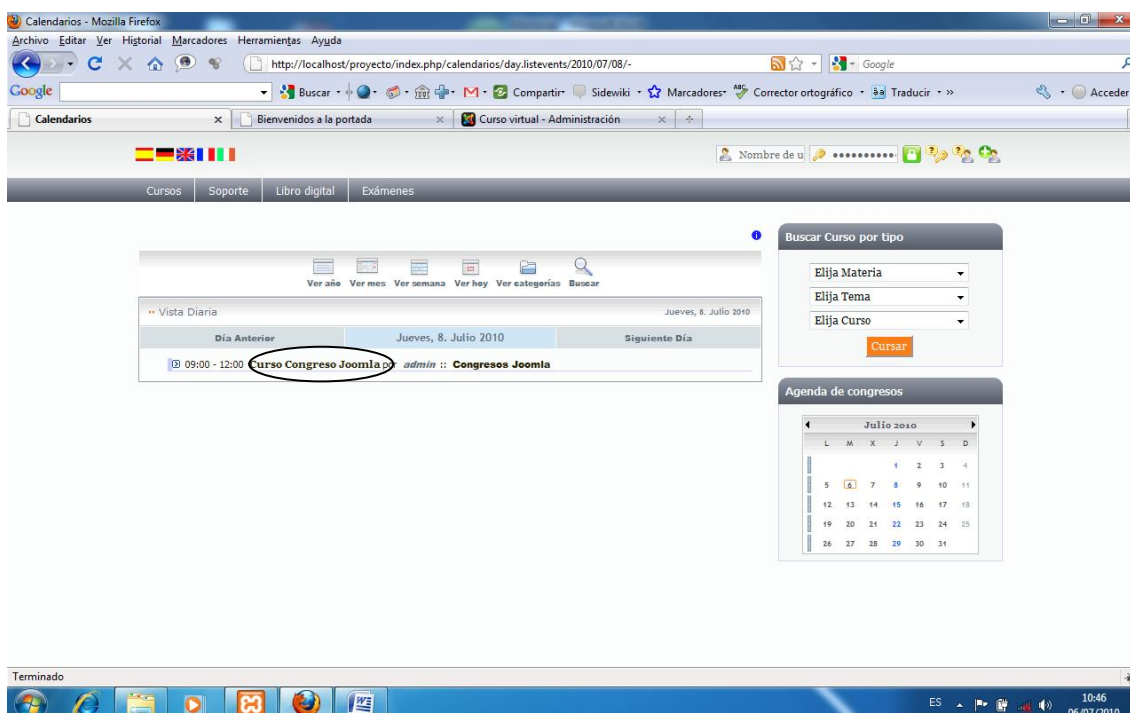 Calendarios - Mozilla Firefox
Archivo Editar Ver Historial Marcadores Herramientas Ayuda
http://localhost/proyecto/index.php/calendarios/day.listevents/2010/07/08/-
Google
Google Buscar Compartir Sidewiki Marcadores Corrector ortográfico Traducir » Acceder
Calendarios Bienvenidos a la portada Curso virtual - Administración
Nombre de u
Cursos Soporte Libro digital Exámenes
Ver año Ver mes Ver semana Ver hoy Ver categorías Buscar
Vista Diaria Jueves, 8. Julio 2010
Día Anterior Jueves, 8. Julio 2010 Siguiente Día
09:00 - 12:00 Curso Congreso Joomla por admin :: Congresos Joomla
Buscar Curso por tipo
Elija Materia
Elija Tema
Elija Curso
Cursar
Agenda de congresos
Julio 2010
L M X J V S D
1 2 3 4
5 6 7 8 9 10 11
12 13 14 15 16 17 18
19 20 21 22 23 24 25
26 27 28 29 30 31
Terminado
ES 10:46
06/07/2010